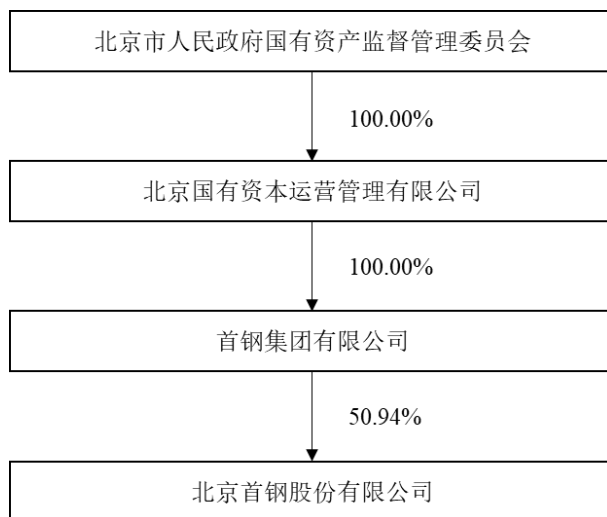 北京市人民政府国有资产监督管理委员会
100.00%
北京国有资本运营管理有限公司
100.00%
首钢集团有限公司
50.94%
北京首钢股份有限公司